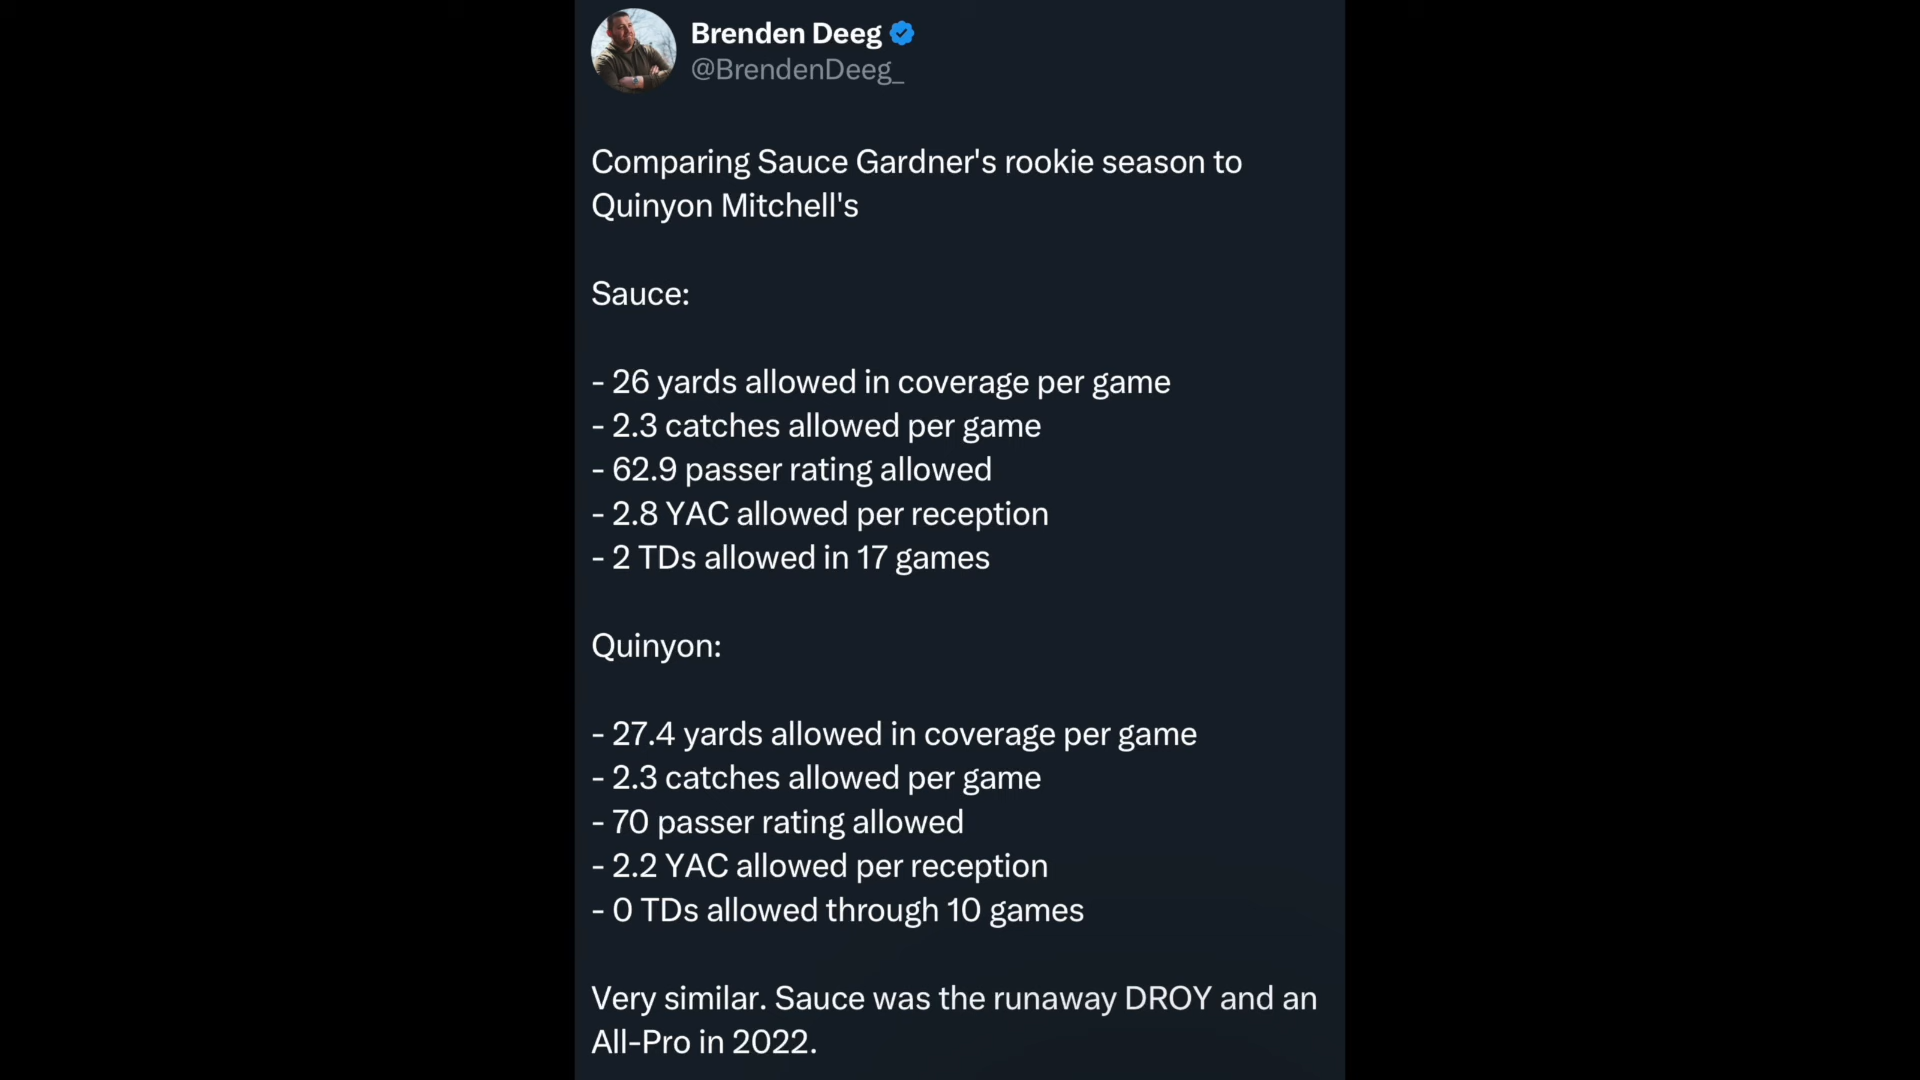 Brenden Deeg
@BrendenDeeg_
Comparing Sauce Gardner's rookie season to
Quinyon Mitchell's
Sauce:
- 26 yards allowed in coverage per game
- 2.3 catches allowed per game
- 62.9 passer rating allowed
- 2.8 YAC allowed per reception
- 2 TDs allowed in 17 games
Quinyon:
- 27.4 yards allowed in coverage per game
- 2.3 catches allowed per game
- 70 passer rating allowed
- 2.2 YAC allowed per reception
- 0 TDs allowed through 10 games
Very similar. Sauce was the runaway DROY and an
All-Pro in 2022.